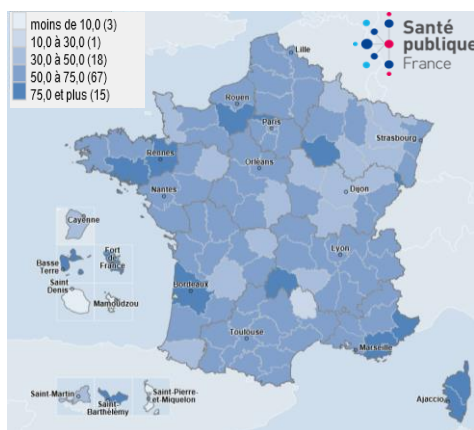 moins de 10,0 (3)
10,0 à 30,0 (1)
30,0 à 50,0 (18)
50,0 à 75,0 (67)
75,0 et plus (15)
Santé
publique
France
Lille
Rouen
Paris
Strasbourg
Rennes
Orléans
Nantes
Dijon
Cayenne
Lyon
Basse
Terre
Fort
de
France
Saint
Denis
Mamoudzou
Bordeaux
Toulouse
Marseille
Saint-Martin
Saint-
Barthélémy
Saint-Pierre
et-Miquelon
Ajaccio